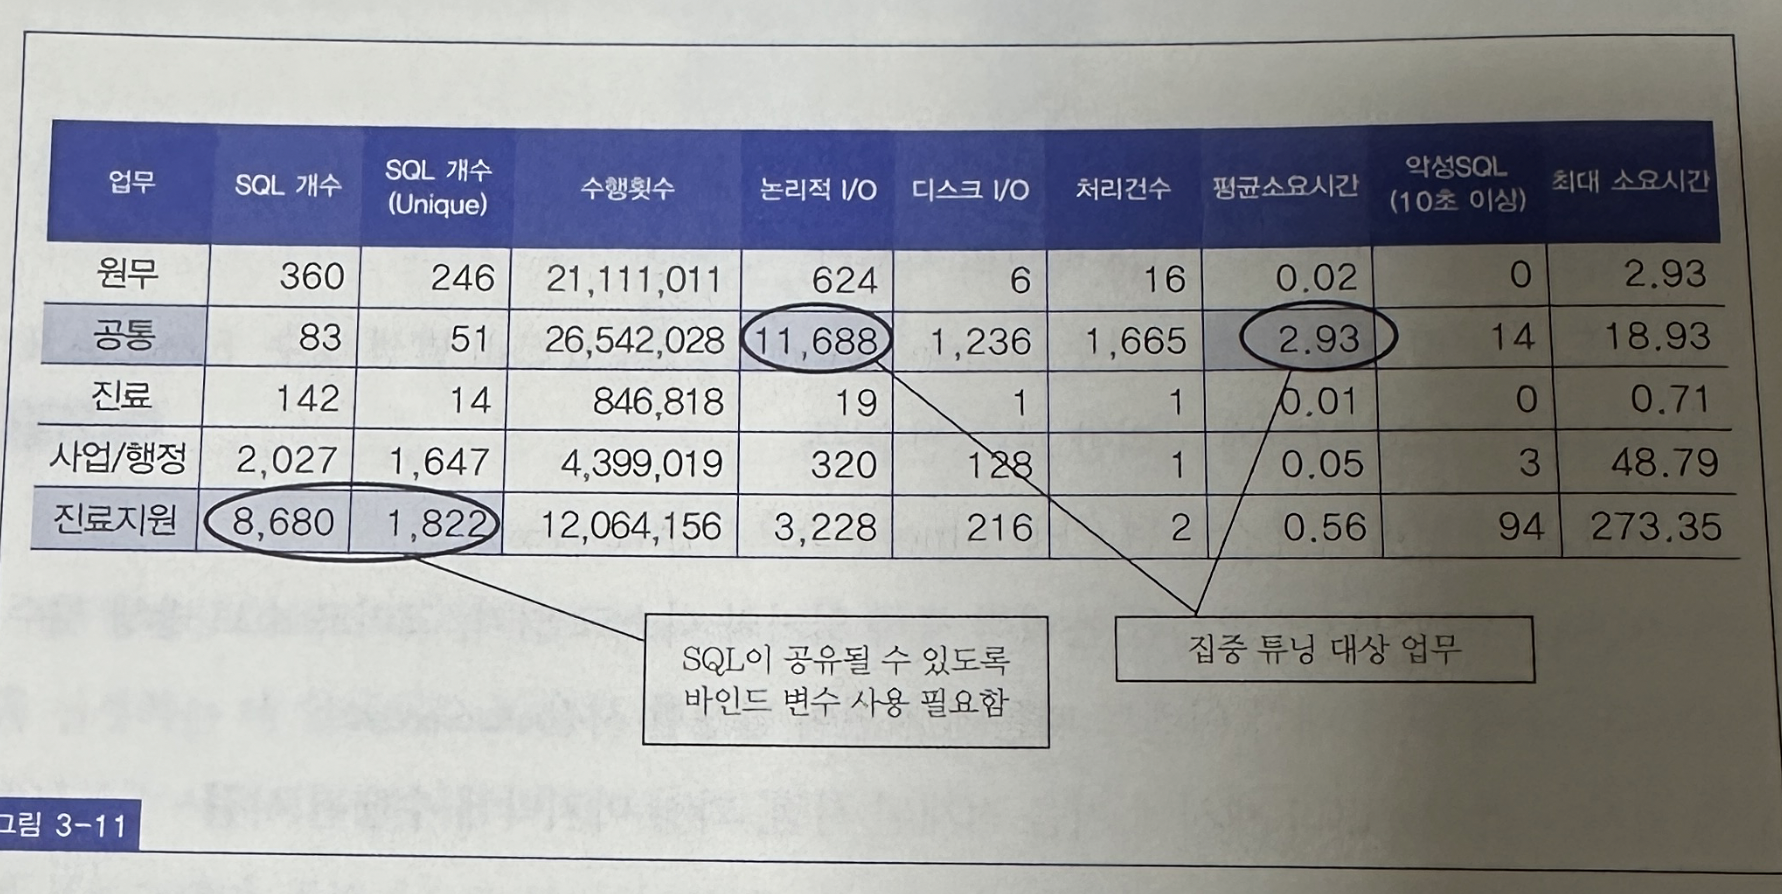 업무 SQL 개수 SQL 개수 (Unique) 수행횟수 논리적 I/O 디스크 I/O 처리건수 평균소요시간 악성SQL (10초 이상) 최대 소요시간
원무 360 246 21,111,011 624 6 16 0.02 0 2.93
공통 83 51 26,542,028 11,688 1,236 1,665 2.93 14 18.93
진료 142 14 846,818 19 1 1 0.01 0 0.71
사업/행정 2,027 1,647 4,399,019 320 128 1 0.05 3 48.79
진료지원 8,680 1,822 12,064,156 3,228 216 2 0.56 94 273.35
SQL이 공유될 수 있도록
바인드 변수 사용 필요함
집중 튜닝 대상 업무
그림 3-11